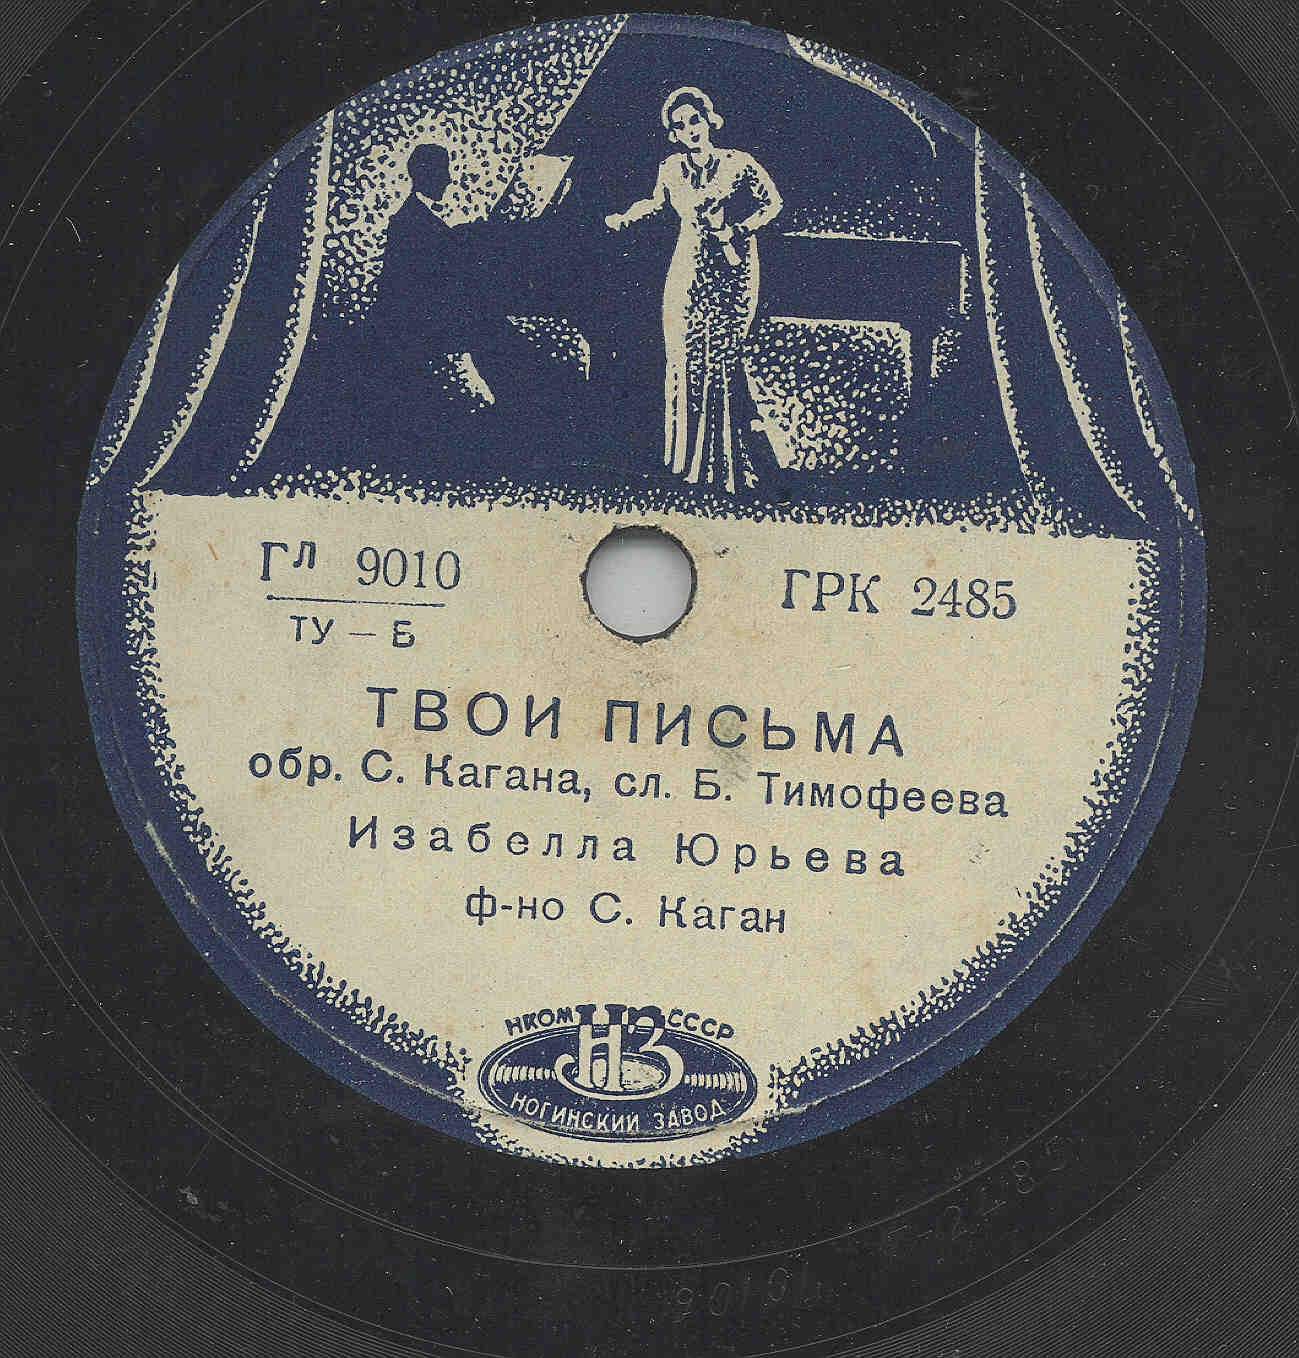 Гл 9010
ТУ – Б
ГРК 2485
ТВОИ ПИСЬМА
обр. С. Кагана, сл. Б. Тимофеева
Изабелла Юрьева
ф-но С. Каган
НКОМ СССР
НЗ
НОГИНСКИЙ ЗАВОД
2485